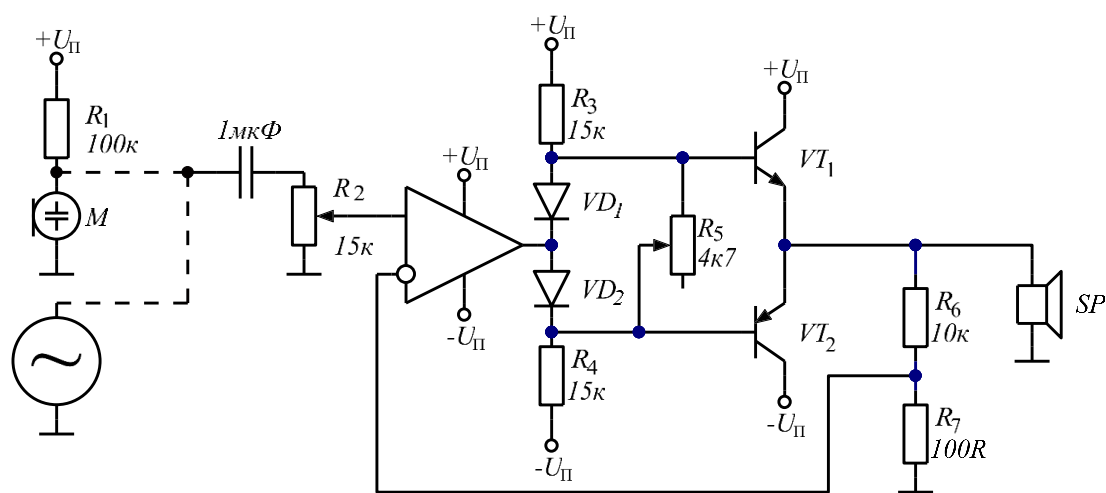 +Uп
R1
100к
M
1мкФ
R2
15к
+Uп
-Uп
+Uп
R3
15к
VD1
VD2
R4
15к
-Uп
R5
4к7
+Uп
VT1
VT2
-Uп
R6
10к
R7
100R
SP